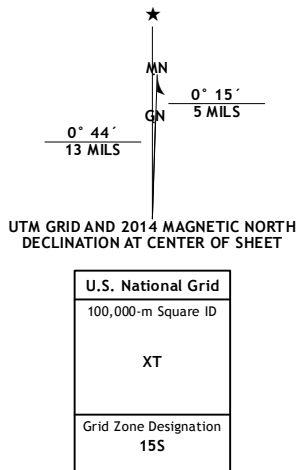 MN
0° 15´
5 MILS
GN
0° 44´
13 MILS
UTM GRID AND 2014 MAGNETIC NORTH
DECLINATION AT CENTER OF SHEET
U.S. National Grid
100,000-m Square ID
XT
Grid Zone Designation
15S